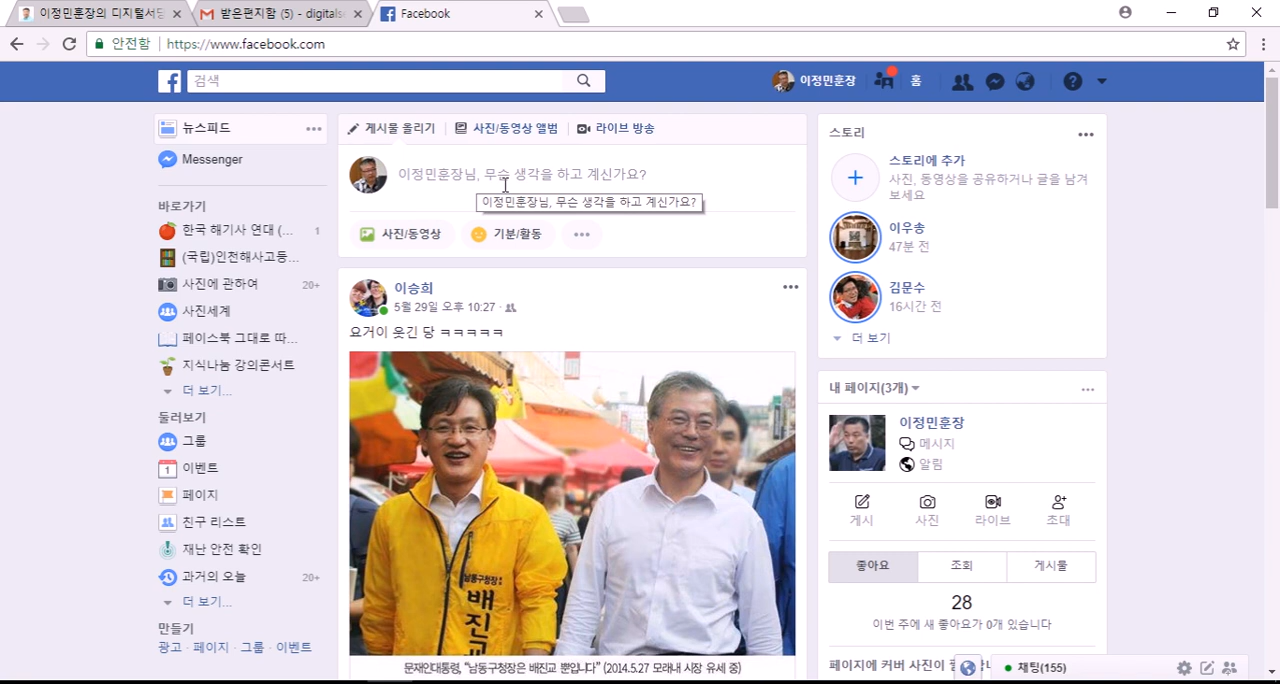 이정민훈장의 디지털서당
받은편지함 (5) - digitalse
Facebook
안전함
https://www.facebook.com
검색
이정민훈장
홈
뉴스피드
Messenger
바로가기
한국 해기사 연대 (... 1
(국립)인천해사고등...
사진에 관하여 20+
사진세계
페이스북 그대로 따...
지식나눔 강의콘서트
더 보기...
둘러보기
그룹
이벤트
페이지
친구 리스트
재난 안전 확인
과거의 오늘 20+
더 보기...
만들기
광고 · 페이지 · 그룹 · 이벤트
게시물 올리기
사진/동영상 앨범
라이브 방송
이정민훈장님, 무슨 생각을 하고 계신가요?
이정민훈장님, 무슨 생각을 하고 계신가요?
사진/동영상
기분/활동
이승희
5월 29일 오후 10:27 ·
요거이 웃긴 당 ㅋㅋㅋㅋㅋ
남동구청장
배진교
문재인대통령, “남동구청장은 배진교 뿐입니다” (2014.5.27 모래내 시장 유세 중)
스토리
스토리에 추가
사진, 동영상을 공유하거나 글을 남겨
보세요
이우송
47분 전
김문수
16시간 전
더 보기
내 페이지(3개)
이정민훈장
메시지
알림
게시
사진
라이브
초대
좋아요
조회
게시물
28
이번 주에 새 좋아요가 0개 있습니다
페이지에 커버 사진이
채팅(155)